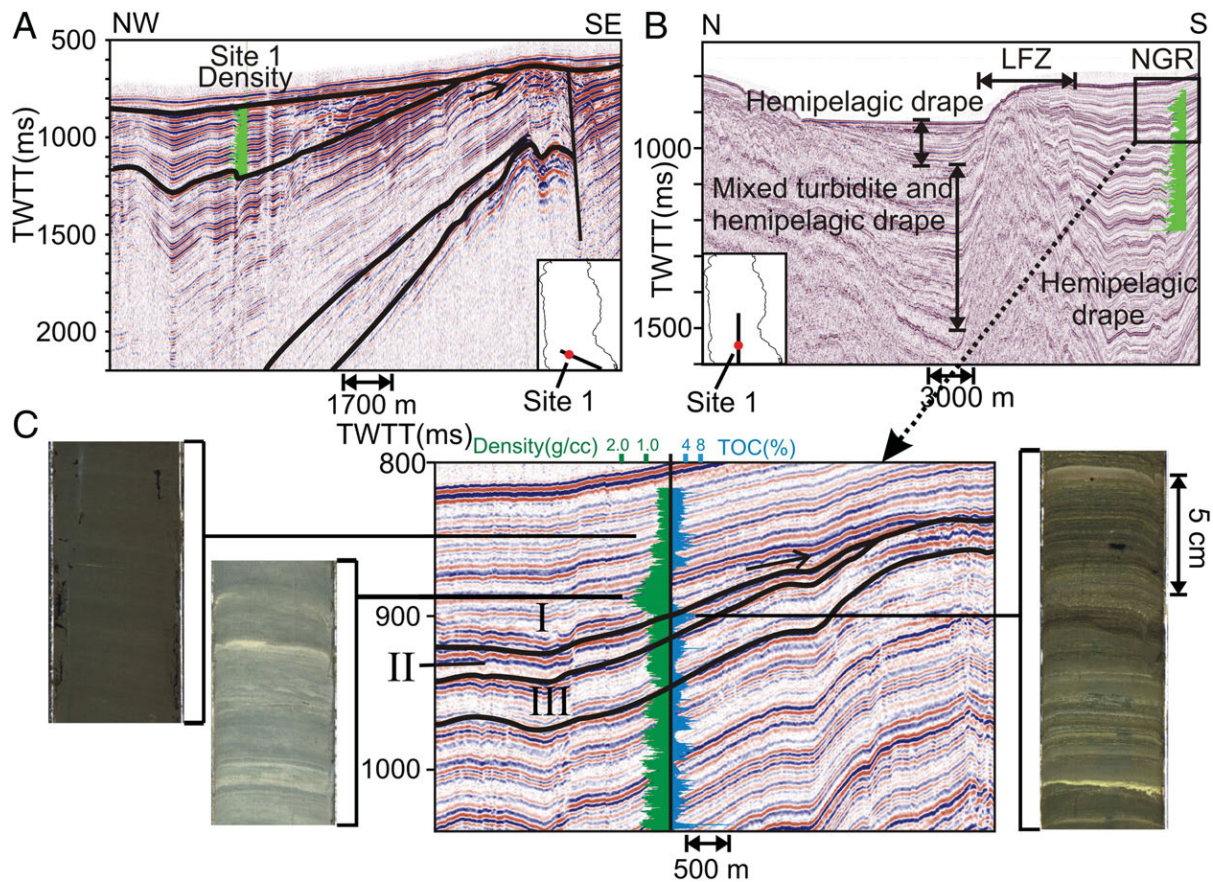 A
NW
SE
500
1000
1500
2000
TWTT(ms)
Site 1
Density
1700 m
Site 1
B
N
S
LFZ
NGR
Hemipelagic drape
1000
Mixed turbidite and
hemipelagic drape
TWTT(ms)
Hemipelagic
drape
1500
Site 1
3000 m
C
TWTT(ms)
Density(g/cc) 2.0 1.0 4 8 TOC(%)
800
900
1000
I
II
III
5 cm
500 m